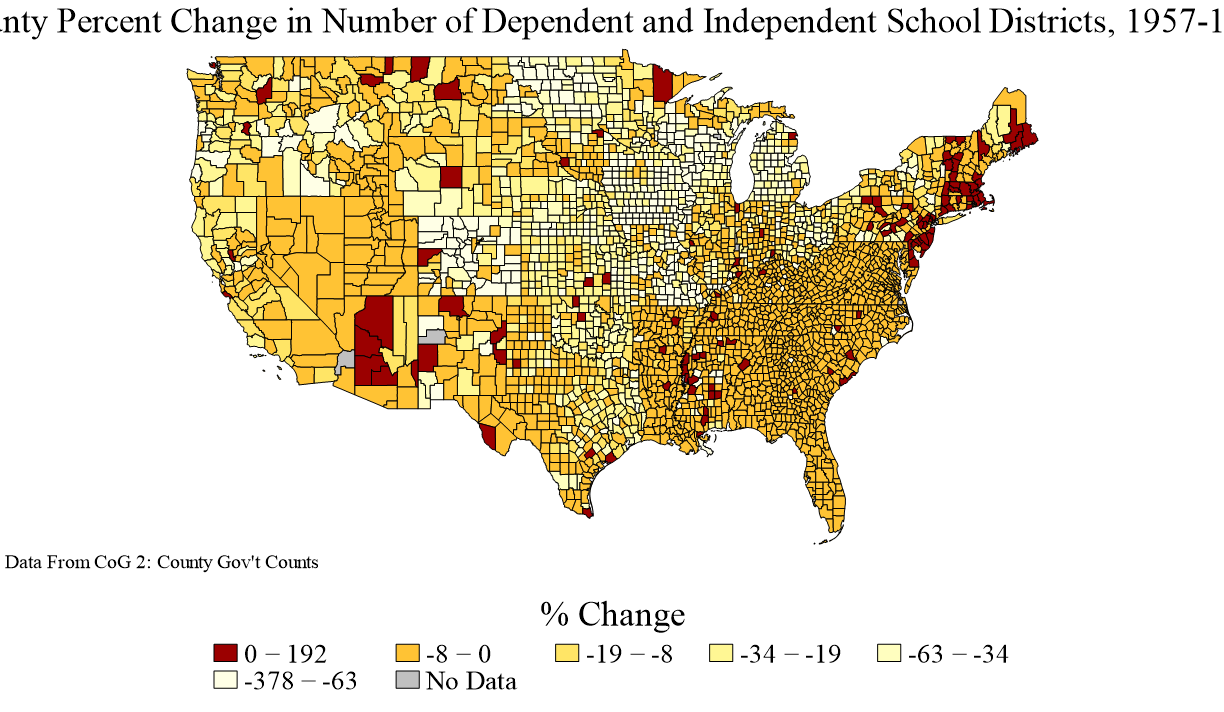 unty Percent Change in Number of Dependent and Independent School Districts, 1957-1
Data From CoG 2: County Gov't Counts
% Change
0 − 192
-8 − 0
-19 − -8
-34 − -19
-63 − -34
-378 − -63
No Data